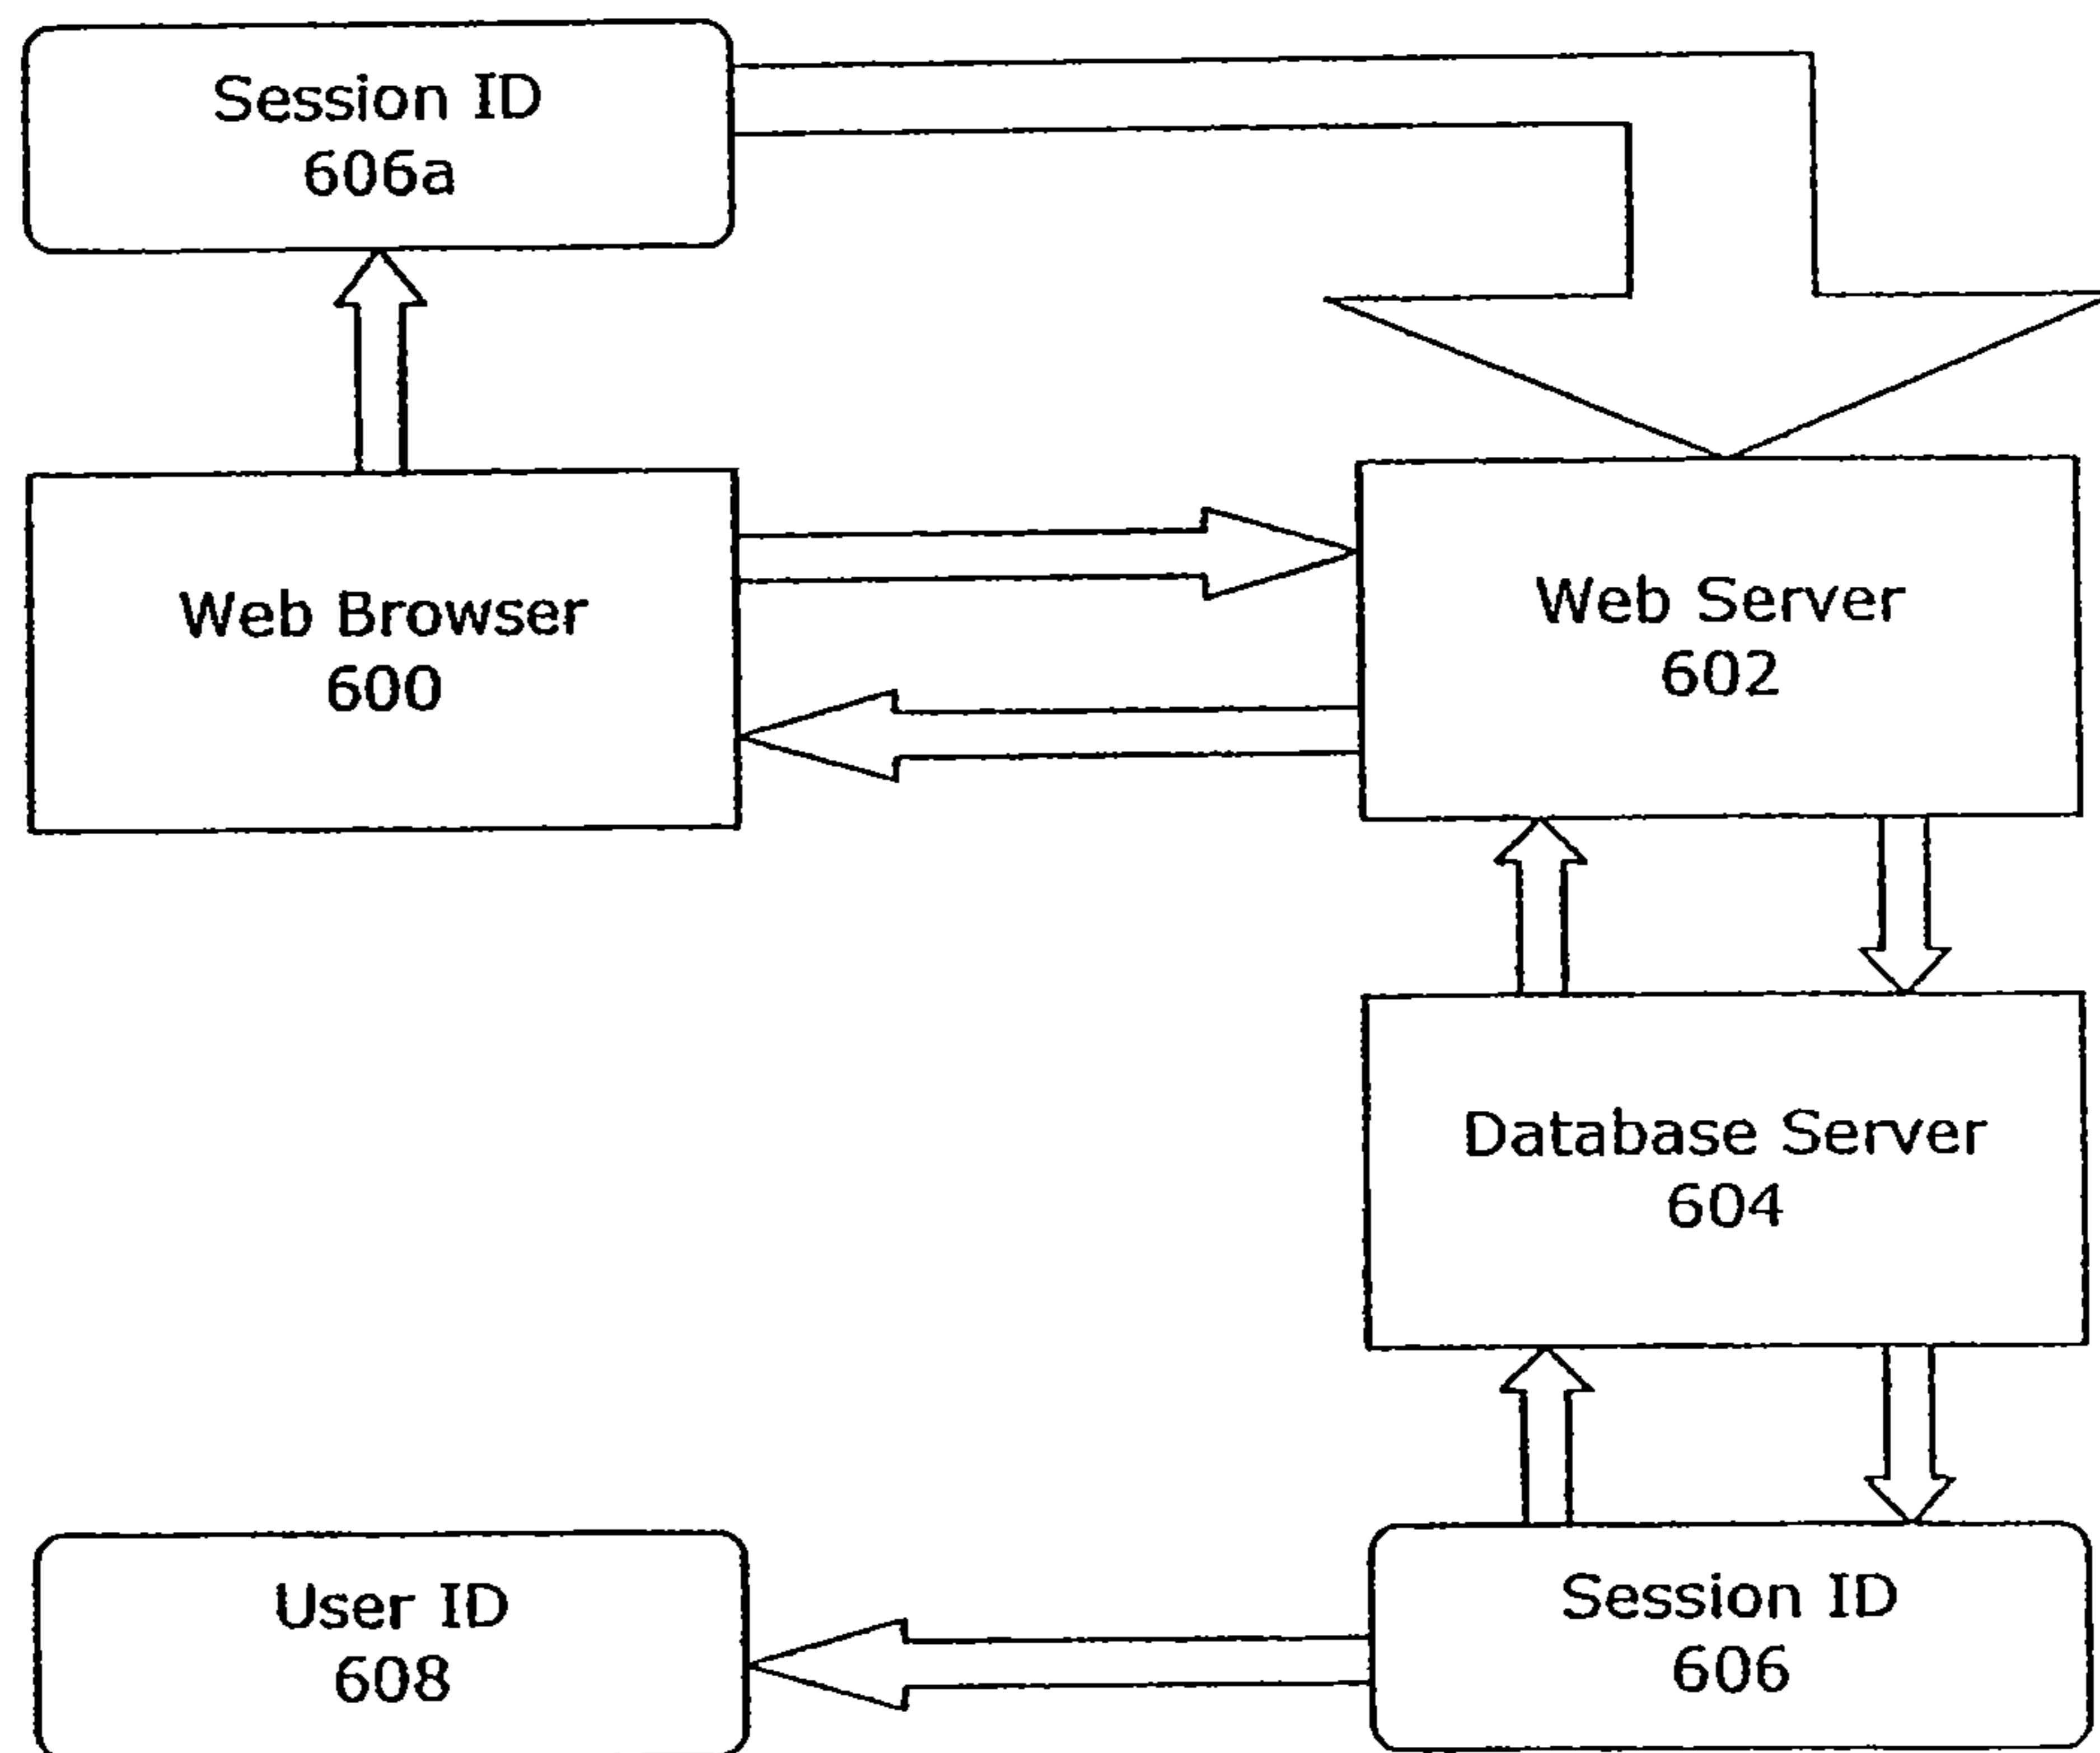 Session ID
606a
Web Browser
600
Web Server
602
Database Server
604
User ID
608
Session ID
606